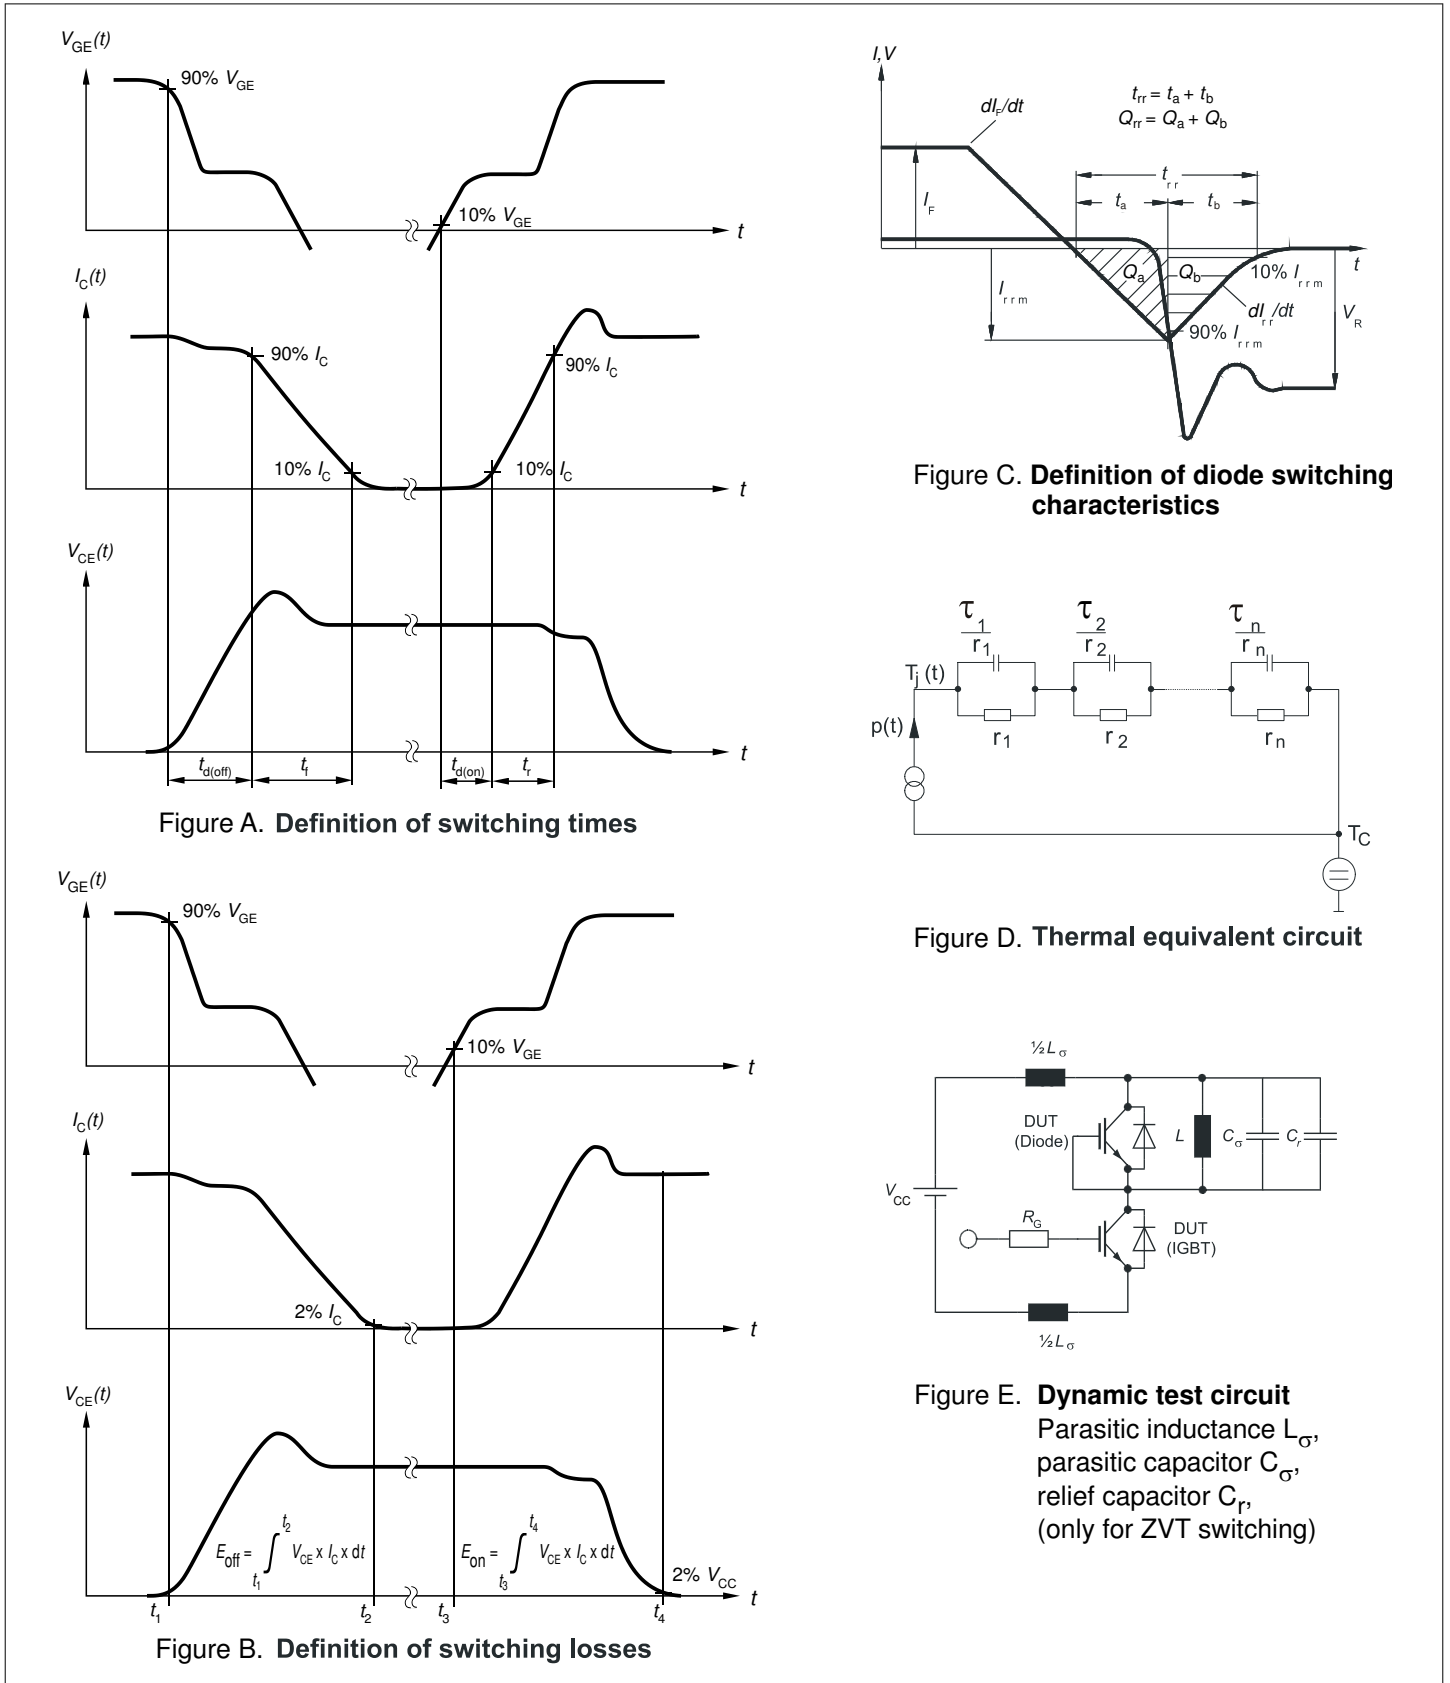 V_GE(t)
90% V_GE
10% V_GE
t
I_C(t)
90% I_C
90% I_C
10% I_C
10% I_C
t
V_CE(t)
t
t_d(off)
t_f
t_d(on)
t_r
Figure A. Definition of switching times
V_GE(t)
90% V_GE
10% V_GE
t
I_C(t)
2% I_C
t
V_CE(t)
E_off = ∫ t_1 t_2 V_CE x I_C x dt
E_on = ∫ t_3 t_4 V_CE x I_C x dt
2% V_CC
t
t_1
t_2
t_3
t_4
Figure B. Definition of switching losses
I,V
dI_F/dt
t_rr = t_a + t_b
Q_rr = Q_a + Q_b
t_rr
I_F
t_a
t_b
Q_a
Q_b
10% I_rrm
t
I_rrm
dI_rr/dt
90% I_rrm
V_R
Figure C. Definition of diode switching
characteristics
τ_1
r_1
τ_2
r_2
τ_n
r_n
T_j(t)
p(t)
r_1
r_2
r_n
T_C
Figure D. Thermal equivalent circuit
½L_σ
DUT
(Diode)
L
C_σ
C_r
V_CC
R_G
DUT
(IGBT)
½L_σ
Figure E. Dynamic test circuit
Parasitic inductance L_σ,
parasitic capacitor C_σ,
relief capacitor C_r,
(only for ZVT switching)